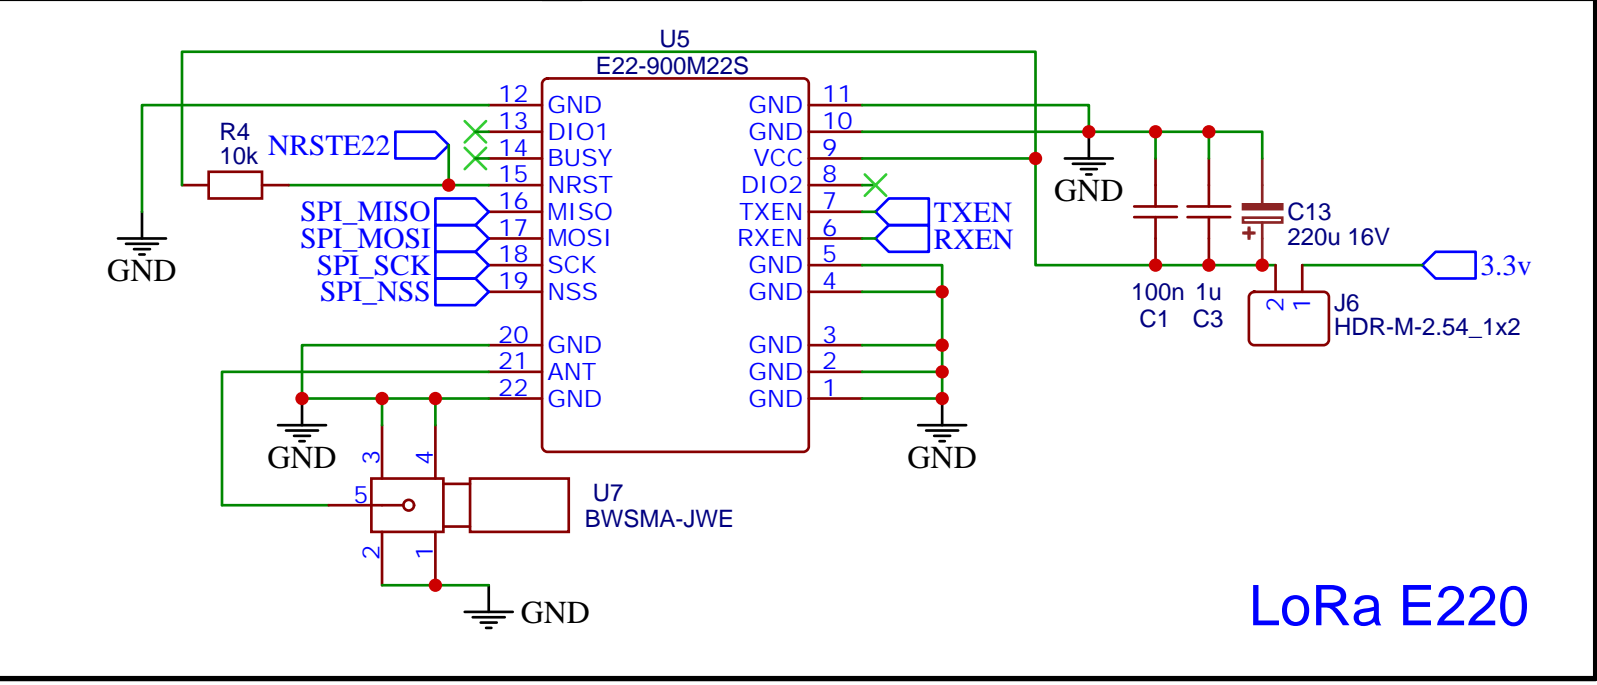 U5
E22-900M22S
12 GND
13 DIO1
14 BUSY
15 NRST
16 MISO
17 MOSI
18 SCK
19 NSS
20 GND
21 ANT
22 GND
GND 11
GND 10
VCC 9
DIO2 8
TXEN 7
RXEN 6
GND 5
GND 4
GND 3
GND 2
GND 1
R4
10k
NRSTE22
SPI_MISO
SPI_MOSI
SPI_SCK
SPI_NSS
GND
GND
TXEN
RXEN
GND
GND
C13
+
220u 16V
100n
C1
1u
C3
3.3v
2 1
J6
HDR-M-2.54_1x2
3 4
5
2 1
U7
BWSMA-JWE
GND
LoRa E220